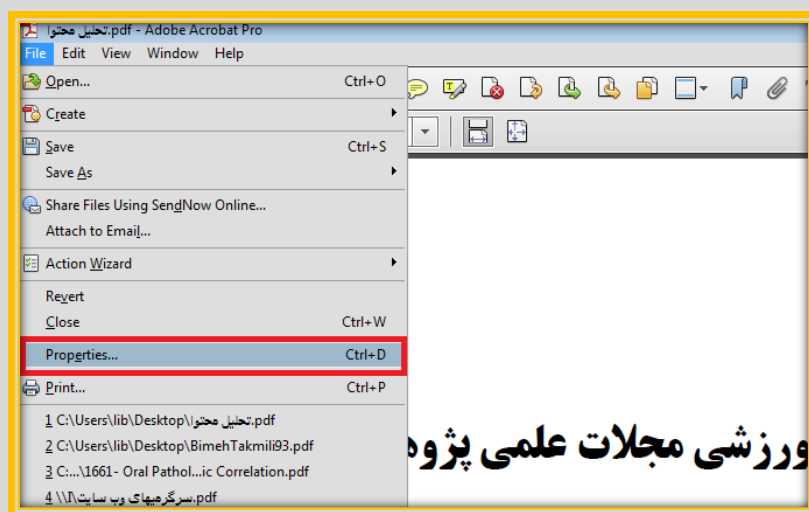 تحلیل محتوا.pdf - Adobe Acrobat Pro
File Edit View Window Help
Open... Ctrl+O
Create
Save Ctrl+S
Save As
Share Files Using SendNow Online...
Attach to Email...
Action Wizard
Revert
Close Ctrl+W
Properties... Ctrl+D
Print... Ctrl+P
1 C:\Users\lib\Desktop\تحلیل محتوا.pdf
2 C:\Users\lib\Desktop\BimehTakmili93.pdf
3 C:...\1661- Oral Pathol...ic Correlation.pdf
4 \\I\سرگرمیهای وب سایت.pdf
ورزشی مجلات علمی پژوه